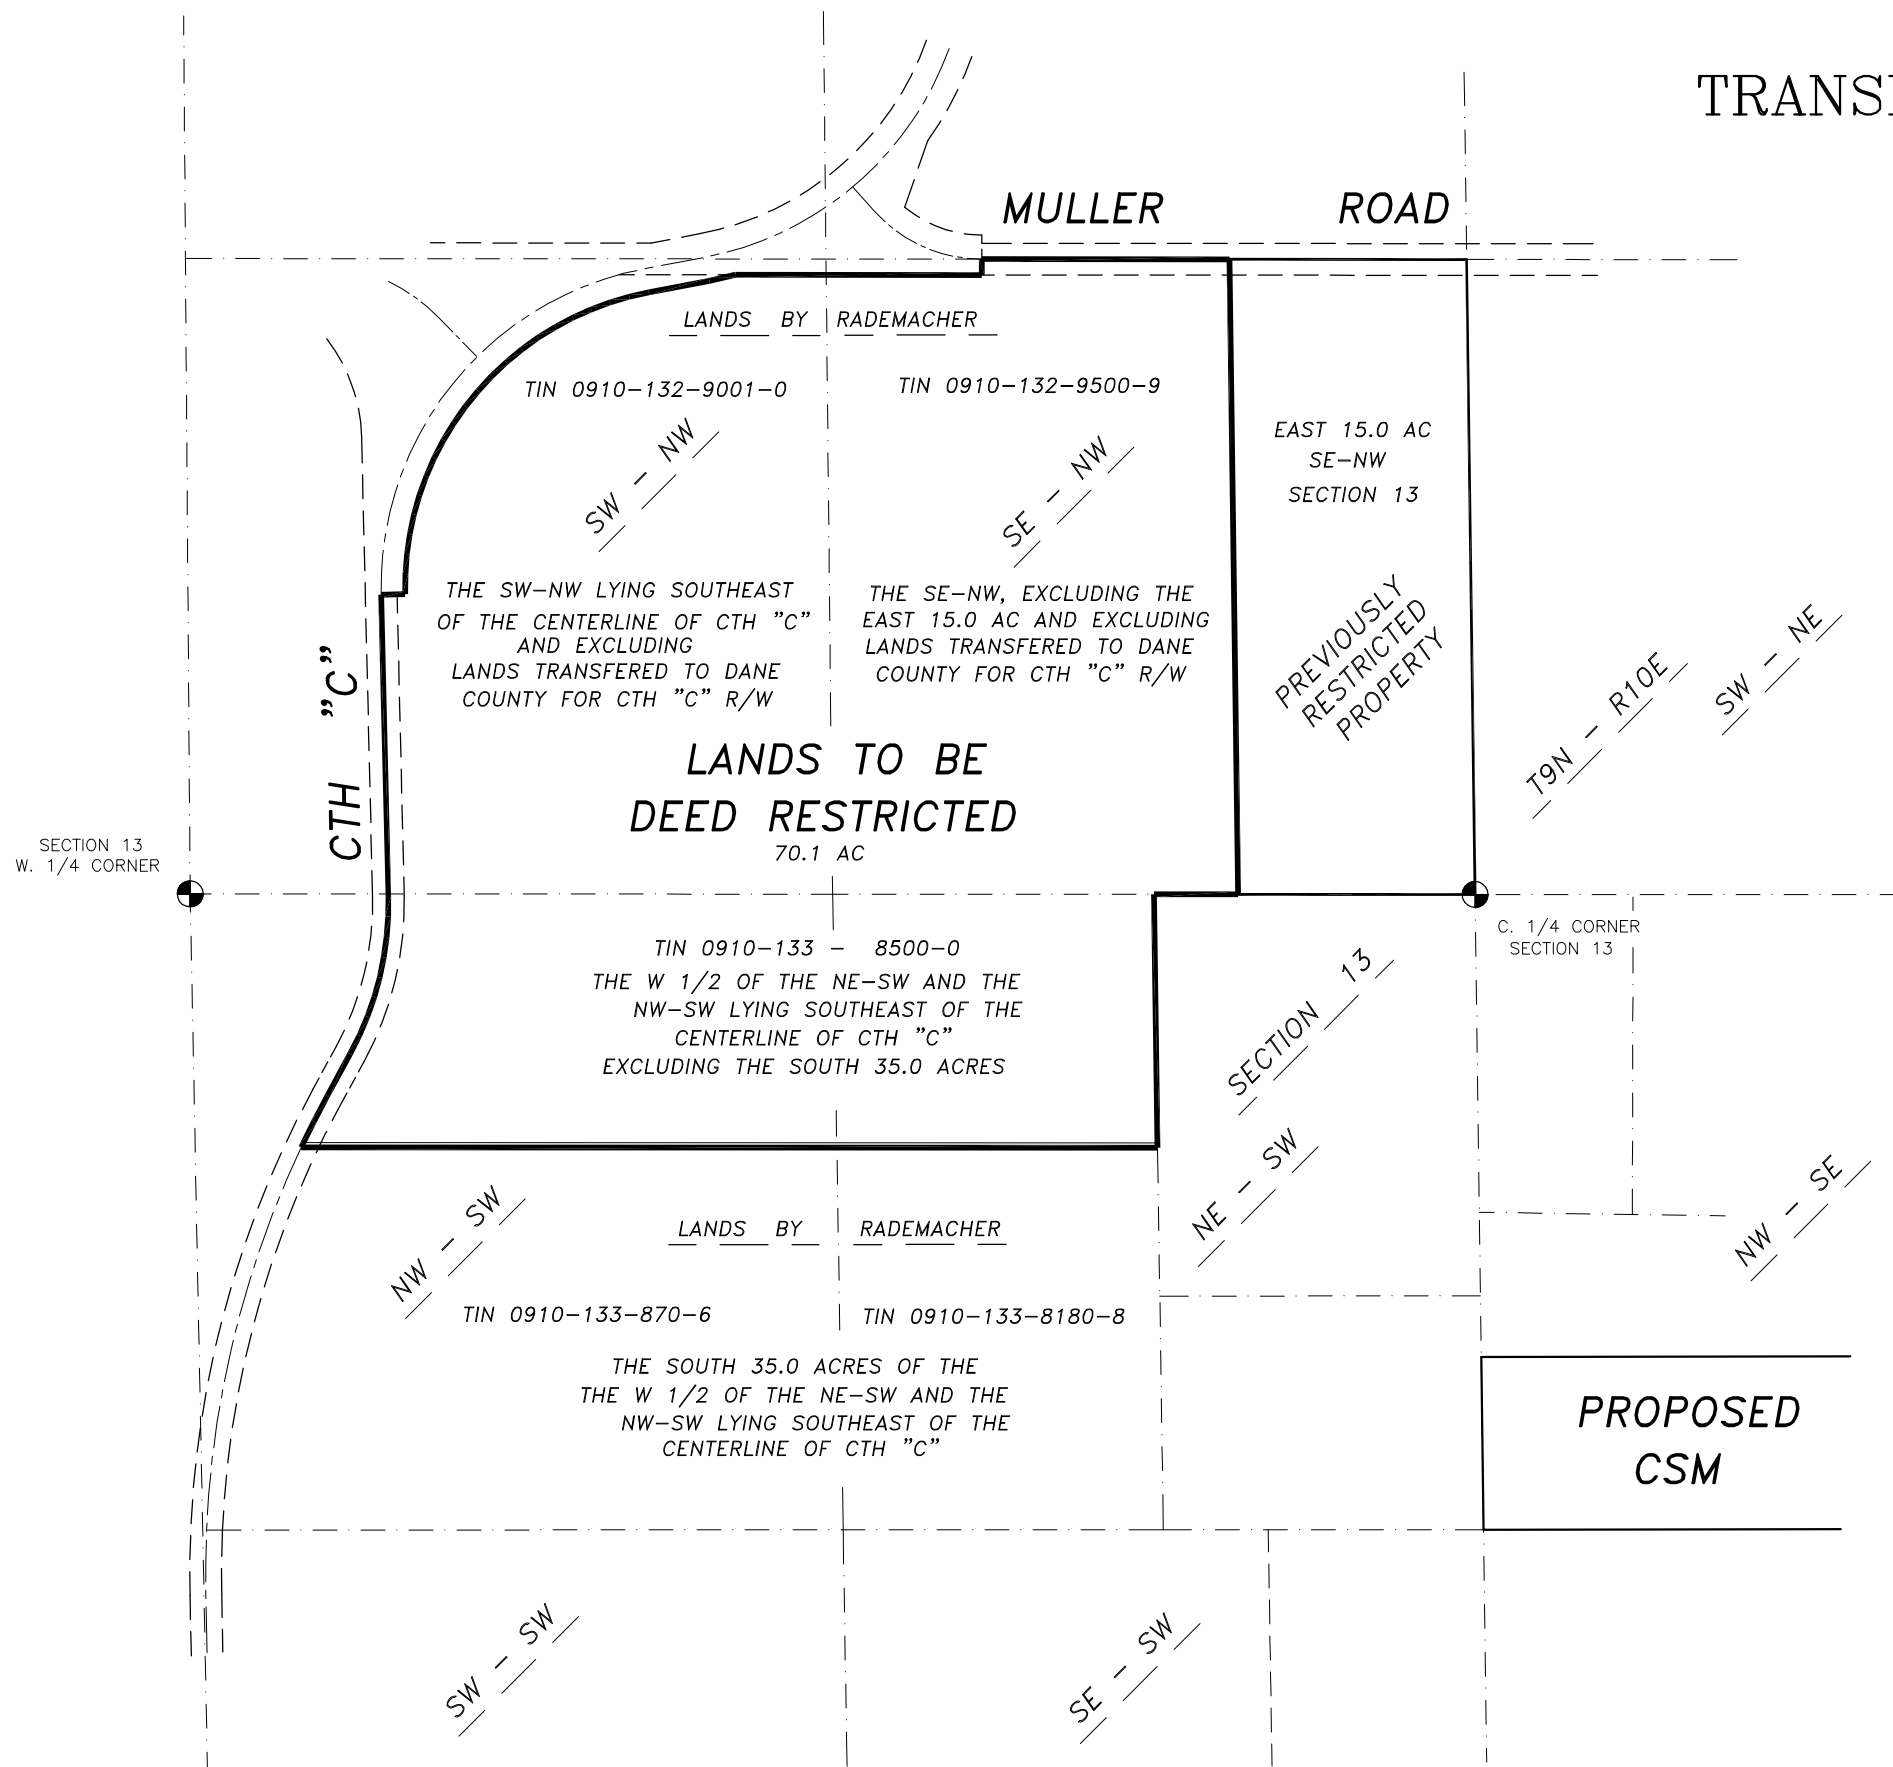 TRANS
MULLER ROAD
LANDS BY RADEMACHER
TIN 0910-132-9001-0
TIN 0910-132-9500-9
SW - NW
SE - NW
EAST 15.0 AC
SE-NW
SECTION 13
THE SW-NW LYING SOUTHEAST
OF THE CENTERLINE OF CTH "C"
AND EXCLUDING
LANDS TRANSFERED TO DANE
COUNTY FOR CTH "C" R/W
THE SE-NW, EXCLUDING THE
EAST 15.0 AC AND EXCLUDING
LANDS TRANSFERED TO DANE
COUNTY FOR CTH "C" R/W
PREVIOUSLY
RESTRICTED
PROPERTY
T9N - R10E
SW - NE
CTH "C"
LANDS TO BE
DEED RESTRICTED
70.1 AC
SECTION 13
W. 1/4 CORNER
C. 1/4 CORNER
SECTION 13
TIN 0910-133 - 8500-0
THE W 1/2 OF THE NE-SW AND THE
NW-SW LYING SOUTHEAST OF THE
CENTERLINE OF CTH "C"
EXCLUDING THE SOUTH 35.0 ACRES
SECTION 13
NE - SW
NW - SW
NW - SE
LANDS BY RADEMACHER
TIN 0910-133-870-6
TIN 0910-133-8180-8
THE SOUTH 35.0 ACRES OF THE
THE W 1/2 OF THE NE-SW AND THE
NW-SW LYING SOUTHEAST OF THE
CENTERLINE OF CTH "C"
PROPOSED
CSM
SW - SW
SE - SW